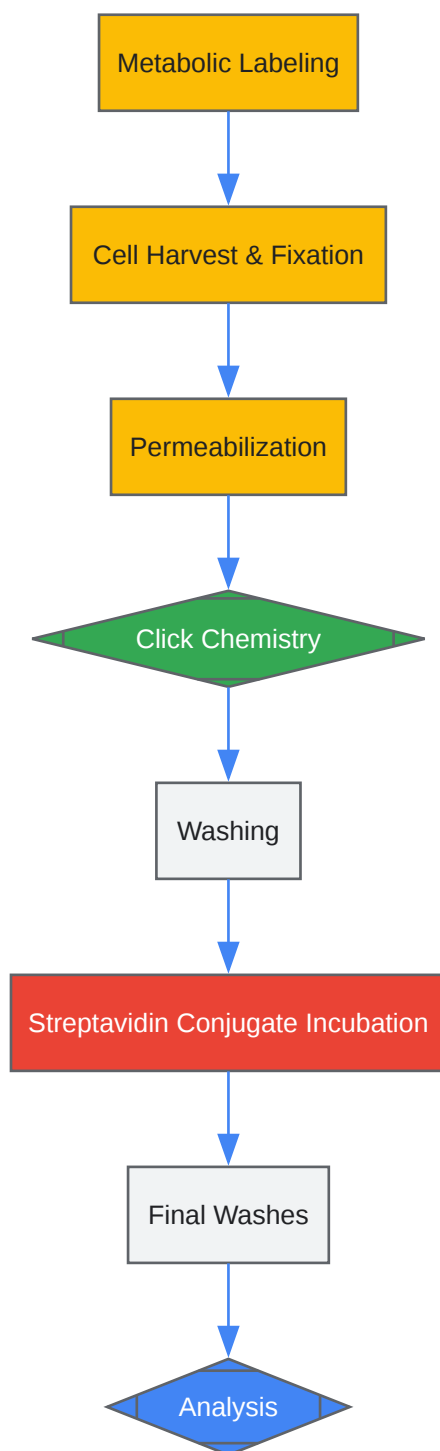 Metabolic Labeling
Cell Harvest & Fixation
Permeabilization
Click Chemistry
Washing
Streptavidin Conjugate Incubation
Final Washes
Analysis